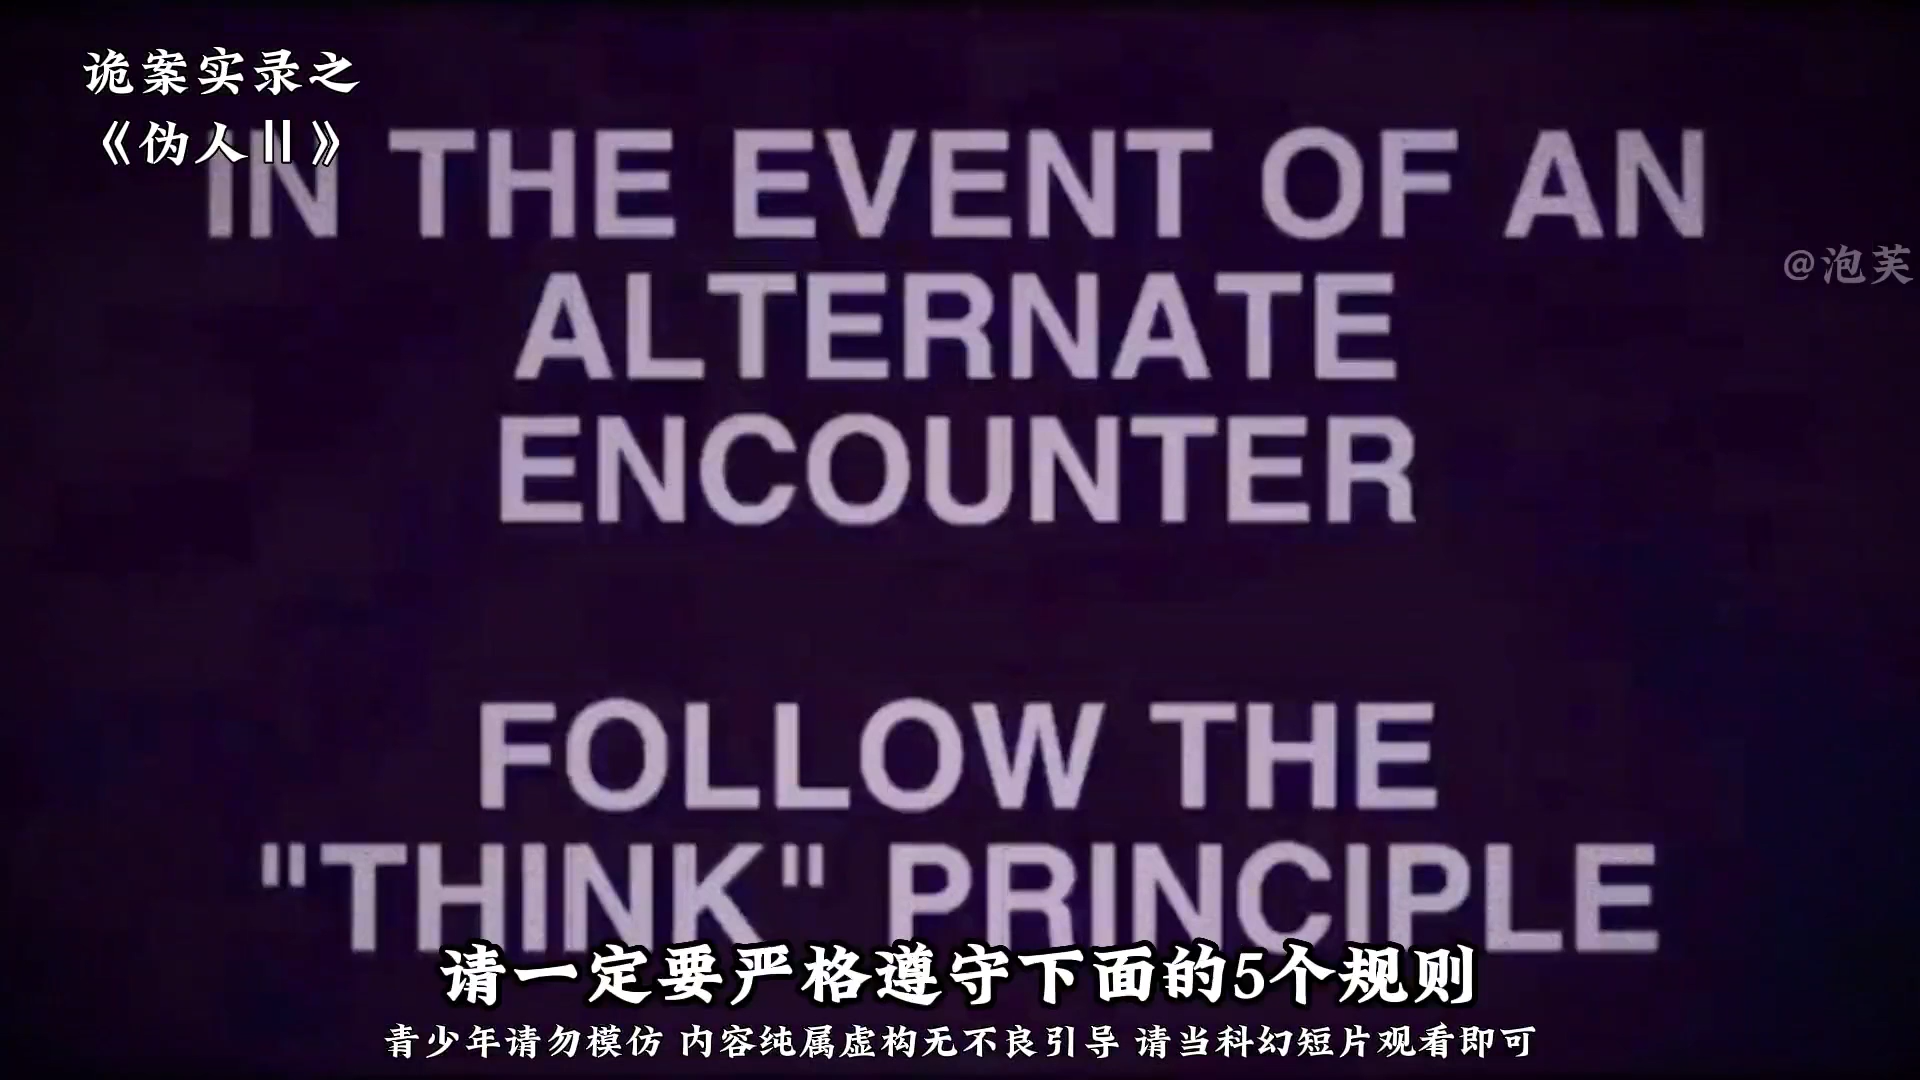 诡案实录之
《伪人Ⅱ》
IN THE EVENT OF AN
@泡芙
ALTERNATE
ENCOUNTER
FOLLOW THE
"THINK" PRINCIPLE
请一定要严格遵守下面的5个规则
青少年请勿模仿 内容纯属虚构无不良引导 请当科幻短片观看即可